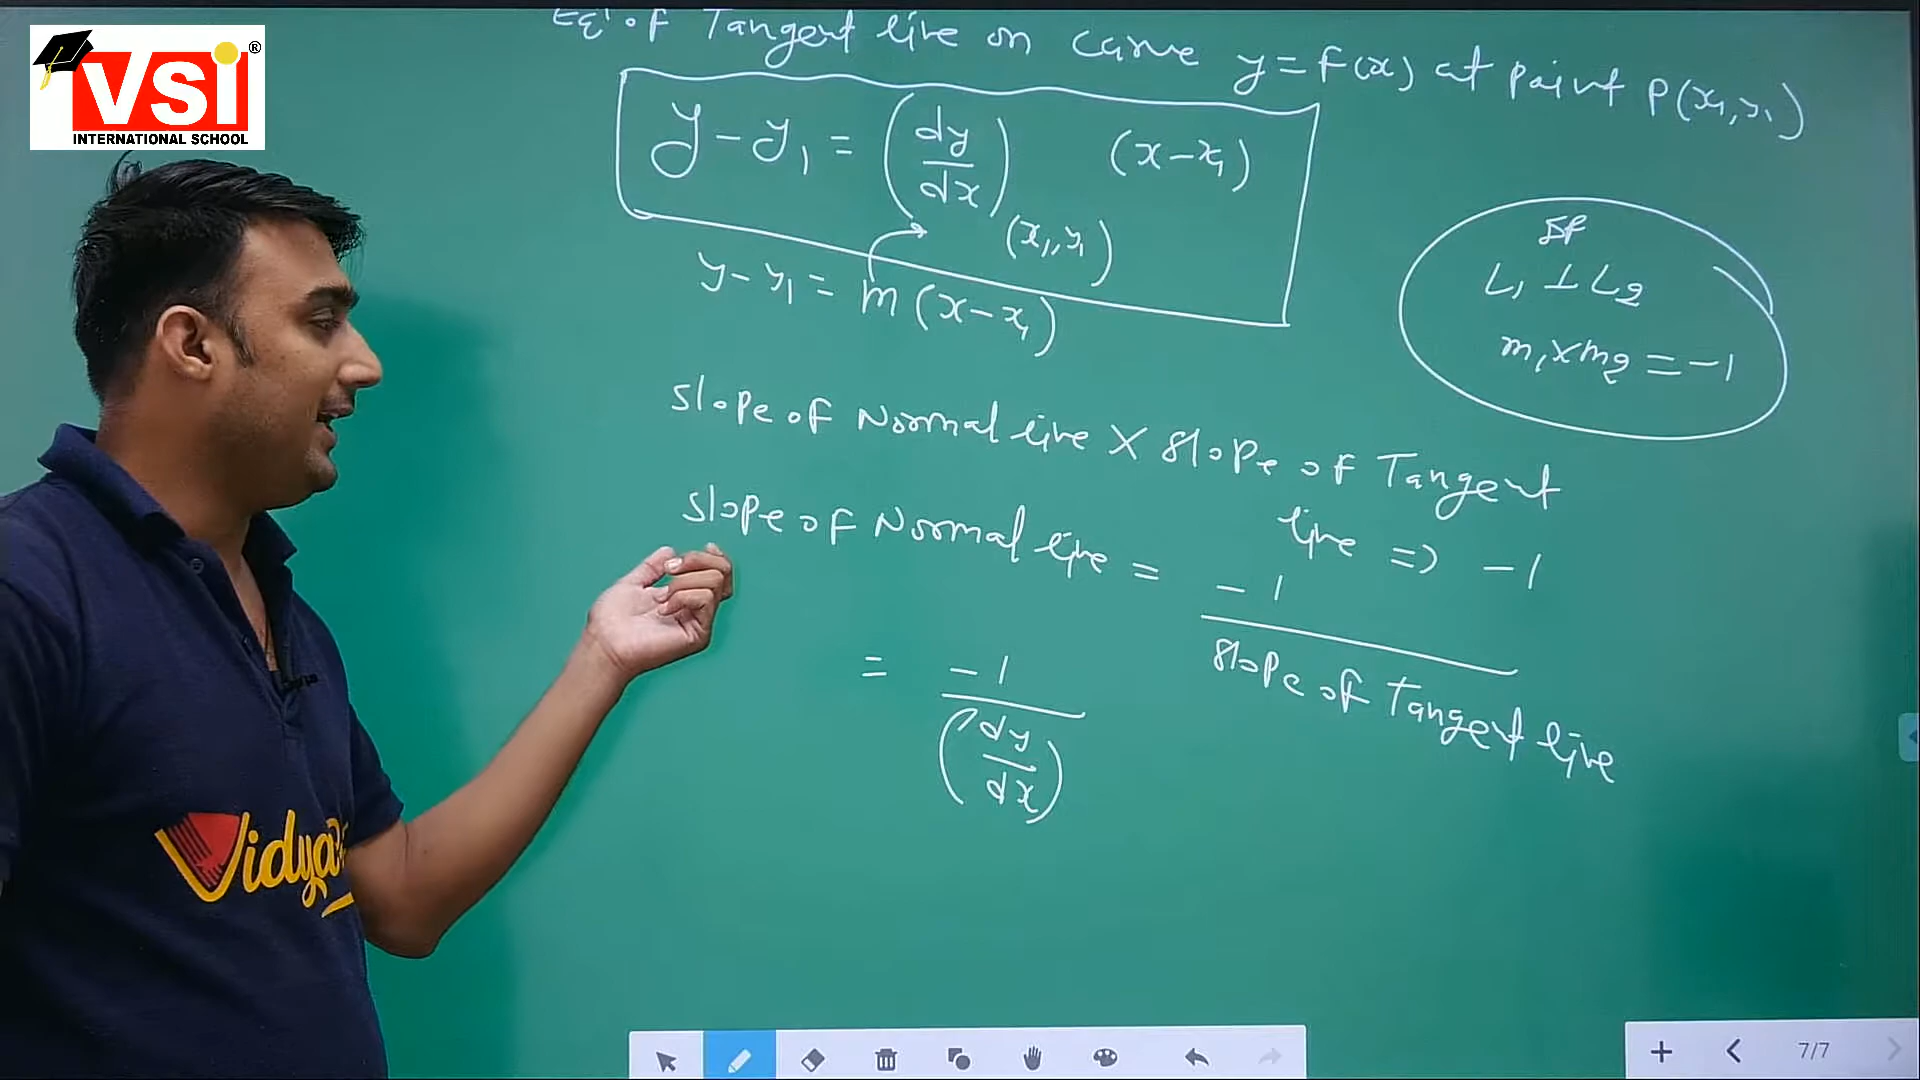 VSI®
INTERNATIONAL SCHOOL
Eqⁿ of Tangent line on curve y = f(x) at point P(x₁, y₁)
y - y₁ = (dy/dx)(x₁, y₁) (x - x₁)
y - y₁ = m(x - x₁)
If
L₁ ⊥ L₂
m₁ × m₂ = -1
slope of Normal line × slope of Tangent
line => -1
slope of Normal line = -1 / slope of Tangent line
= -1 / (dy/dx)
Vidya
7/7